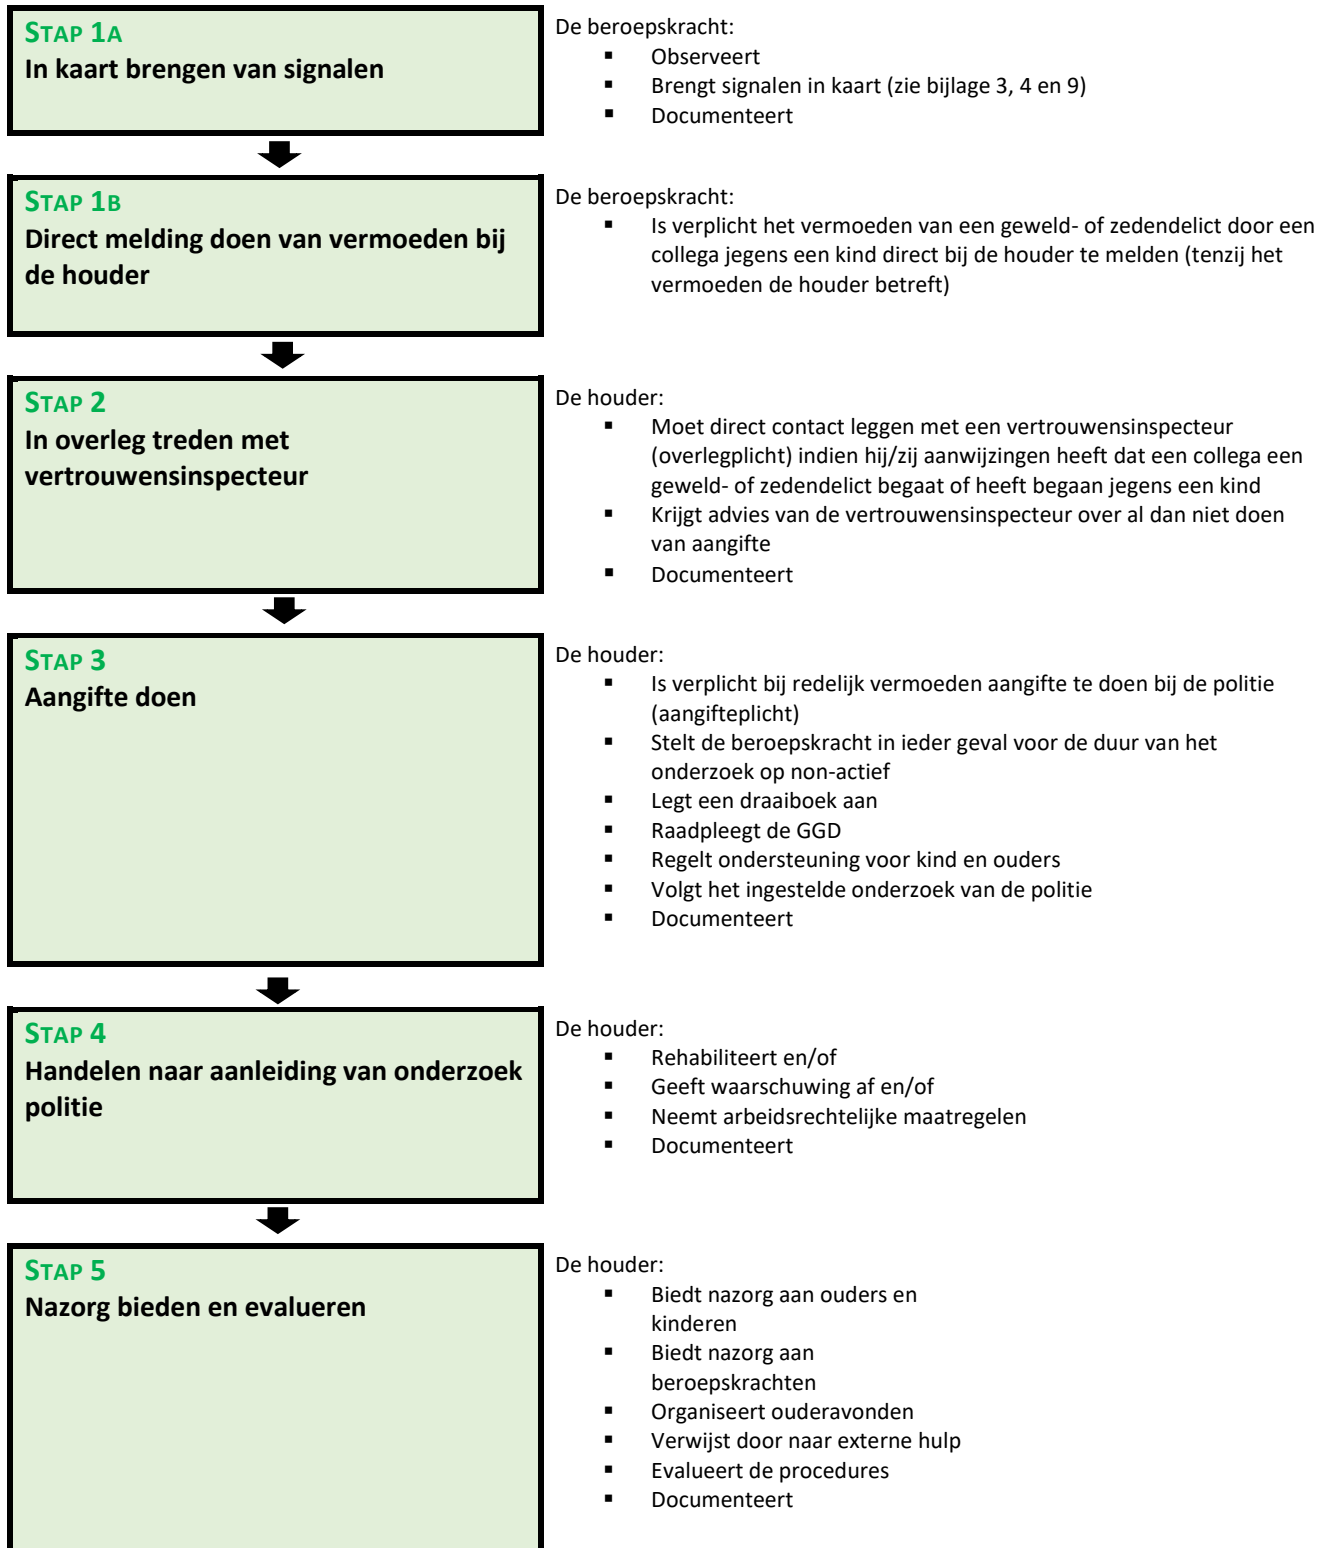 STAP 1A
In kaart brengen van signalen
De beroepskracht:
▪ Observeert
▪ Brengt signalen in kaart (zie bijlage 3, 4 en 9)
▪ Documenteert
STAP 1B
Direct melding doen van vermoeden bij
de houder
De beroepskracht:
▪ Is verplicht het vermoeden van een geweld- of zedendelict door een
collega jegens een kind direct bij de houder te melden (tenzij het
vermoeden de houder betreft)
STAP 2
In overleg treden met
vertrouwensinspecteur
De houder:
▪ Moet direct contact leggen met een vertrouwensinspecteur
(overlegplicht) indien hij/zij aanwijzingen heeft dat een collega een
geweld- of zedendelict begaat of heeft begaan jegens een kind
▪ Krijgt advies van de vertrouwensinspecteur over al dan niet doen
van aangifte
▪ Documenteert
STAP 3
Aangifte doen
De houder:
▪ Is verplicht bij redelijk vermoeden aangifte te doen bij de politie
(aangifteplicht)
▪ Stelt de beroepskracht in ieder geval voor de duur van het
onderzoek op non-actief
▪ Legt een draaiboek aan
▪ Raadpleegt de GGD
▪ Regelt ondersteuning voor kind en ouders
▪ Volgt het ingestelde onderzoek van de politie
▪ Documenteert
STAP 4
Handelen naar aanleiding van onderzoek
politie
De houder:
▪ Rehabiliteert en/of
▪ Geeft waarschuwing af en/of
▪ Neemt arbeidsrechtelijke maatregelen
▪ Documenteert
STAP 5
Nazorg bieden en evalueren
De houder:
▪ Biedt nazorg aan ouders en
kinderen
▪ Biedt nazorg aan
beroepskrachten
▪ Organiseert ouderavonden
▪ Verwijst door naar externe hulp
▪ Evalueert de procedures
▪ Documenteert